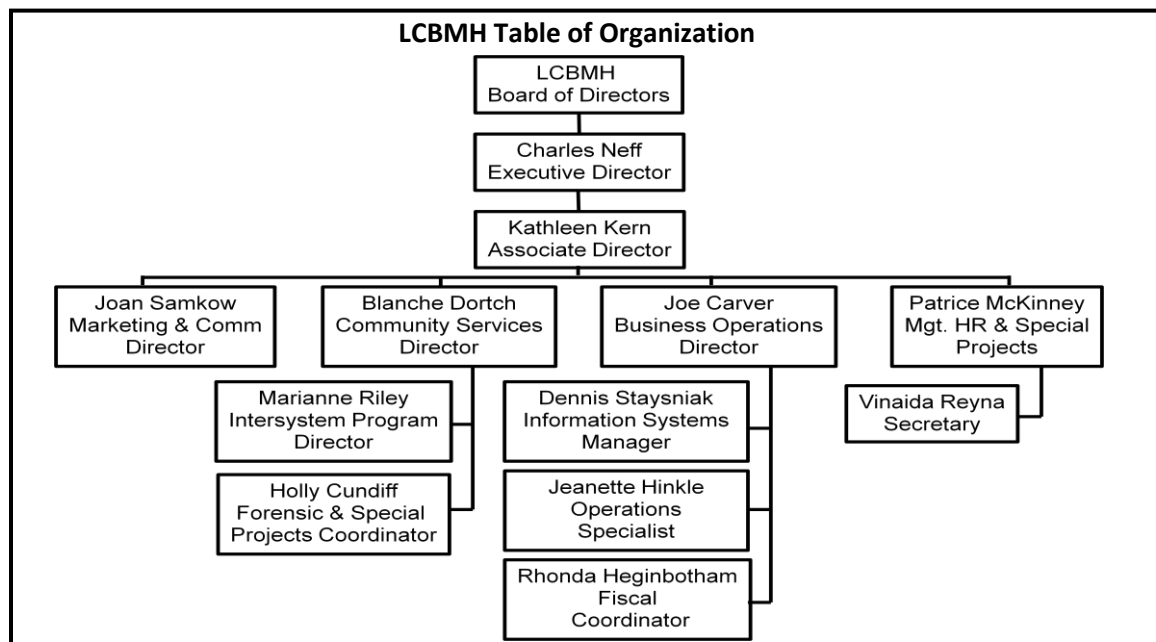 LCBMH Table of Organization
LCBMH
Board of Directors
Charles Neff
Executive Director
Kathleen Kern
Associate Director
Joan Samkow
Marketing & Comm
Director
Blanche Dortch
Community Services
Director
Joe Carver
Business Operations
Director
Patrice McKinney
Mgt. HR & Special
Projects
Marianne Riley
Intersystem Program
Director
Holly Cundiff
Forensic & Special
Projects Coordinator
Dennis Staysniak
Information Systems
Manager
Jeanette Hinkle
Operations
Specialist
Rhonda Heginbotham
Fiscal
Coordinator
Vinaida Reyna
Secretary